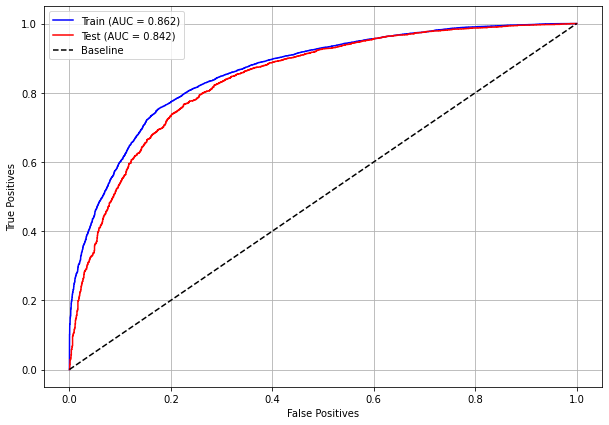 Train (AUC = 0.862)
Test (AUC = 0.842)
Baseline
1.0
0.8
0.6
0.4
0.2
0.0
True Positives
0.0 0.2 0.4 0.6 0.8 1.0
False Positives